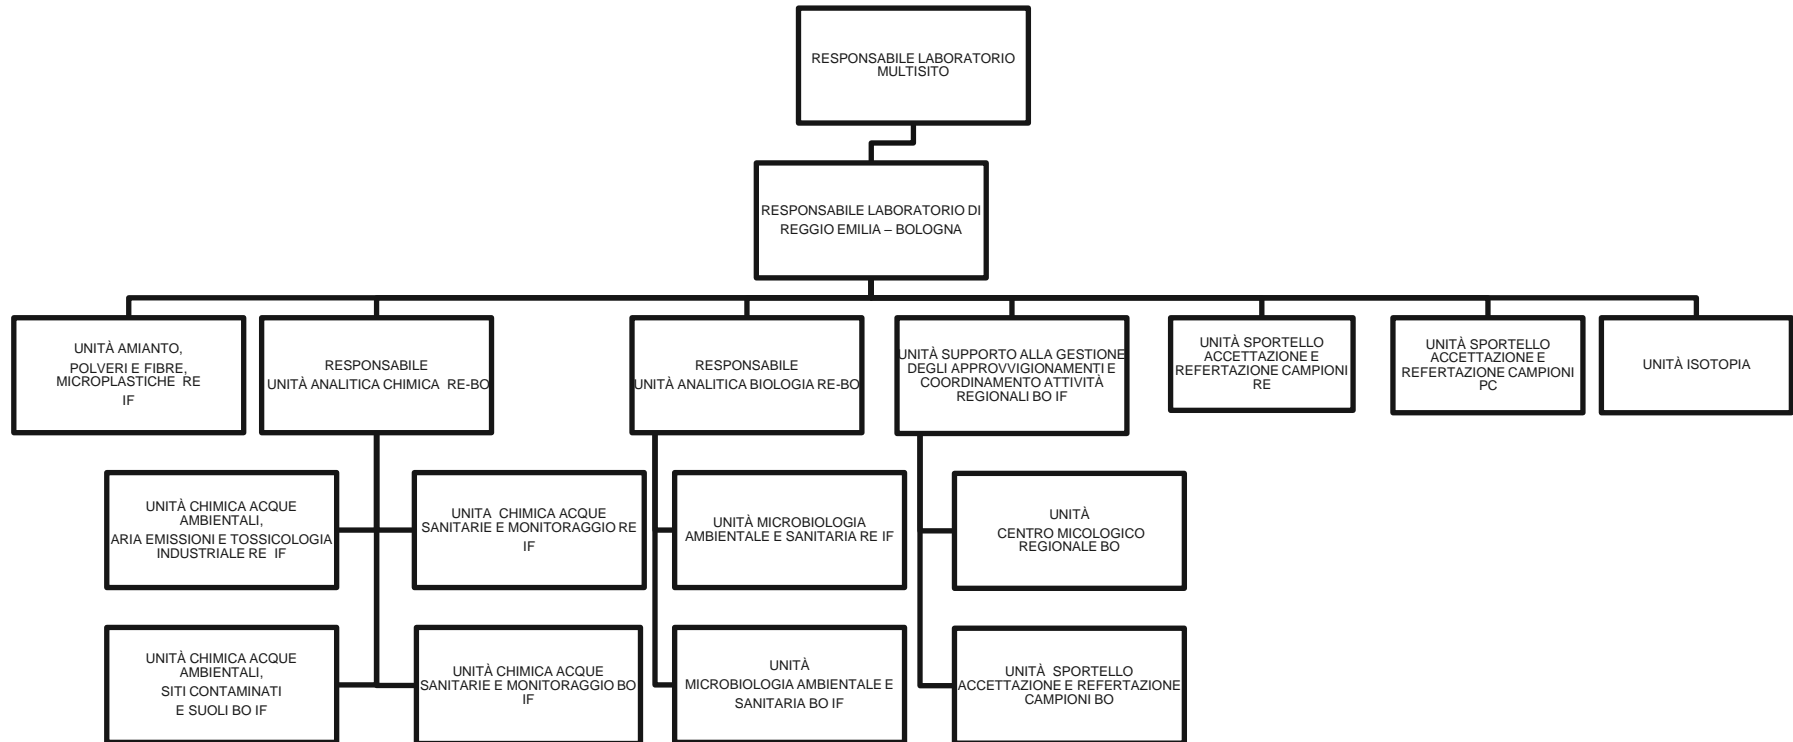 RESPONSABILE LABORATORIO
MULTISITO
RESPONSABILE LABORATORIO DI
REGGIO EMILIA – BOLOGNA
UNITÀ AMIANTO,
POLVERI E FIBRE,
MICROPLASTICHE RE
IF
RESPONSABILE
UNITÀ ANALITICA CHIMICA RE-BO
RESPONSABILE
UNITÀ ANALITICA BIOLOGIA RE-BO
UNITÀ SUPPORTO ALLA GESTIONE
DEGLI APPROVVIGIONAMENTI E
COORDINAMENTO ATTIVITÀ
REGIONALI BO IF
UNITÀ SPORTELLO
ACCETTAZIONE E
REFERTAZIONE CAMPIONI
RE
UNITÀ SPORTELLO
ACCETTAZIONE E
REFERTAZIONE CAMPIONI
PC
UNITÀ ISOTOPIA
UNITÀ CHIMICA ACQUE
AMBIENTALI,
ARIA EMISSIONI E TOSSICOLOGIA
INDUSTRIALE RE IF
UNITA CHIMICA ACQUE
SANITARIE E MONITORAGGIO RE
IF
UNITÀ MICROBIOLOGIA
AMBIENTALE E SANITARIA RE IF
UNITÀ
CENTRO MICOLOGICO
REGIONALE BO
UNITÀ CHIMICA ACQUE
AMBIENTALI,
SITI CONTAMINATI
E SUOLI BO IF
UNITÀ CHIMICA ACQUE
SANITARIE E MONITORAGGIO BO
IF
UNITÀ
MICROBIOLOGIA AMBIENTALE E
SANITARIA BO IF
UNITÀ SPORTELLO
ACCETTAZIONE E REFERTAZIONE
CAMPIONI BO